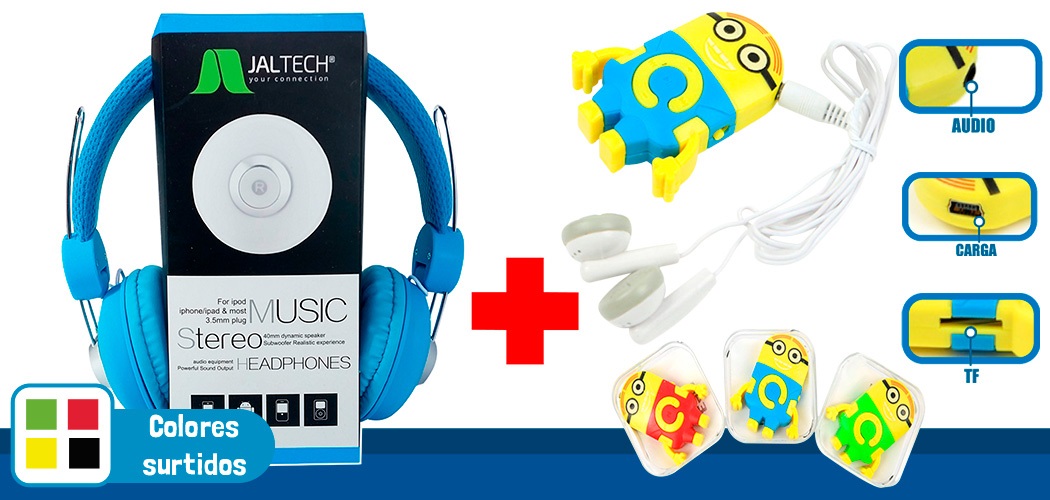 JALTECH®
your connection
R
For ipod
iphone/ipad & most
3.5mm plug
MUSIC
Stereo
40mm dynamic speaker
Subwoofer Realistic experience
audio equipment
Powerful Sound Output
HEADPHONES
Colores
surtidos
AUDIO
CARGA
TF